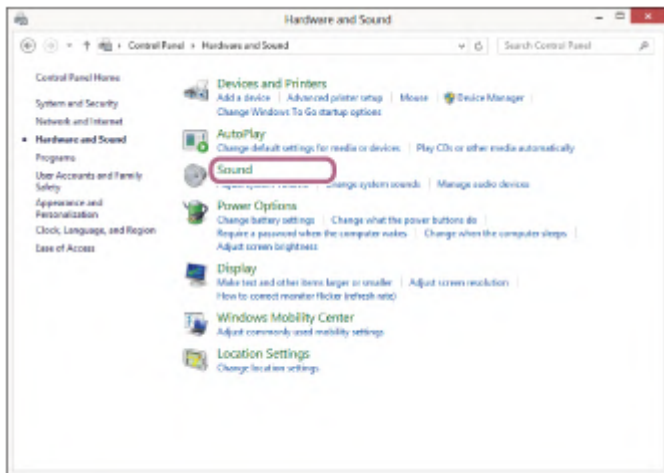 Hardware and Sound
Control Panel › Hardware and Sound
Search Control Panel
Control Panel Home
System and Security
Network and Internet
Hardware and Sound
Programs
User Accounts and Family
Safety
Appearance and
Personalization
Clock, Language, and Region
Ease of Access
Devices and Printers
Add a device | Advanced printer setup | Mouse | Device Manager
Change Windows To Go startup options
AutoPlay
Change default settings for media or devices | Play CDs or other media automatically
Sound
Change system sounds | Manage audio devices
Power Options
Change battery settings | Change what the power buttons do
Require a password when the computer wakes | Change when the computer sleeps
Adjust screen brightness
Display
Make text and other items larger or smaller | Adjust screen resolution
How to correct monitor flicker (refresh rate)
Windows Mobility Center
Adjust commonly used mobility settings
Location Settings
Change location settings